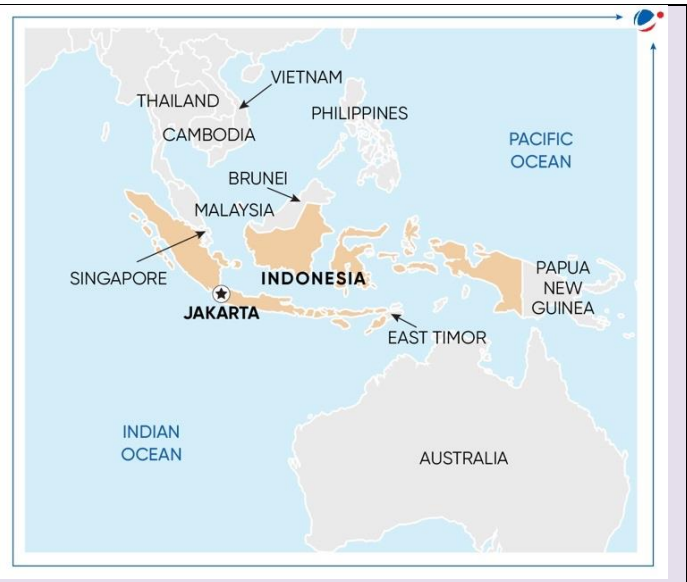 VIETNAM
THAILAND
PHILIPPINES
CAMBODIA
PACIFIC
OCEAN
BRUNEI
MALAYSIA
SINGAPORE
INDONESIA
PAPUA
NEW
GUINEA
JAKARTA
EAST TIMOR
INDIAN
OCEAN
AUSTRALIA